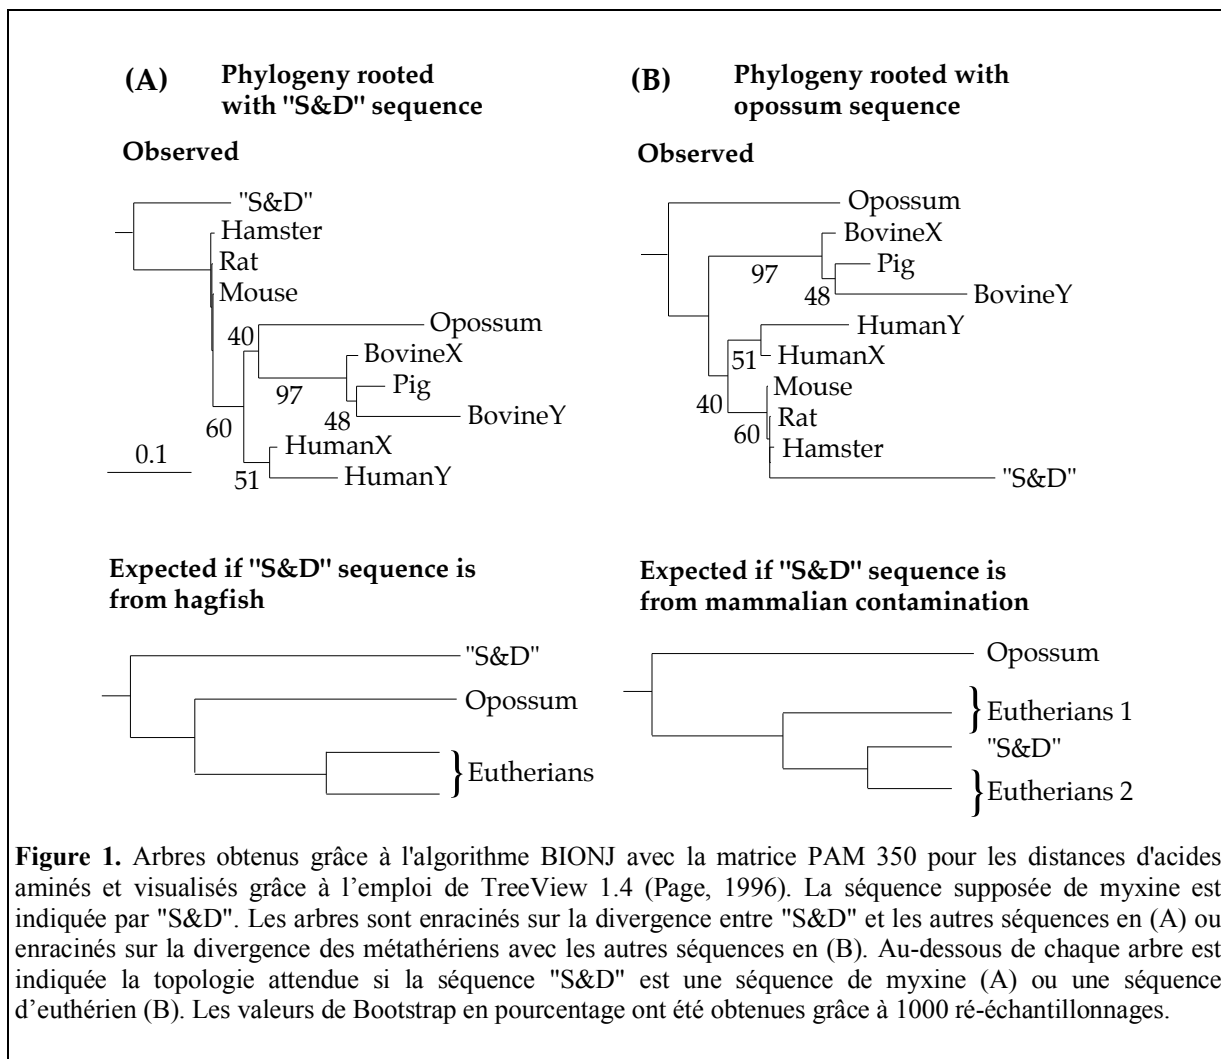 (A) Phylogeny rooted
with "S&D" sequence
Observed
"S&D"
Hamster
Rat
Mouse
40
Opossum
BovineX
97
Pig
48
BovineY
60
HumanX
0.1
51
HumanY
Expected if "S&D" sequence is
from hagfish
"S&D"
Opossum
Eutherians
(B) Phylogeny rooted with
opossum sequence
Observed
Opossum
BovineX
97
Pig
48
BovineY
HumanY
51
HumanX
Mouse
40
Rat
60
Hamster
"S&D"
Expected if "S&D" sequence is
from mammalian contamination
Opossum
Eutherians 1
"S&D"
Eutherians 2
Figure 1. Arbres obtenus grâce à l'algorithme BIONJ avec la matrice PAM 350 pour les distances d'acides
aminés et visualisés grâce à l’emploi de TreeView 1.4 (Page, 1996). La séquence supposée de myxine est
indiquée par "S&D". Les arbres sont enracinés sur la divergence entre "S&D" et les autres séquences en (A) ou
enracinés sur la divergence des métathériens avec les autres séquences en (B). Au-dessous de chaque arbre est
indiquée la topologie attendue si la séquence "S&D" est une séquence de myxine (A) ou une séquence
d’euthérien (B). Les valeurs de Bootstrap en pourcentage ont été obtenues grâce à 1000 ré-échantillonnages.